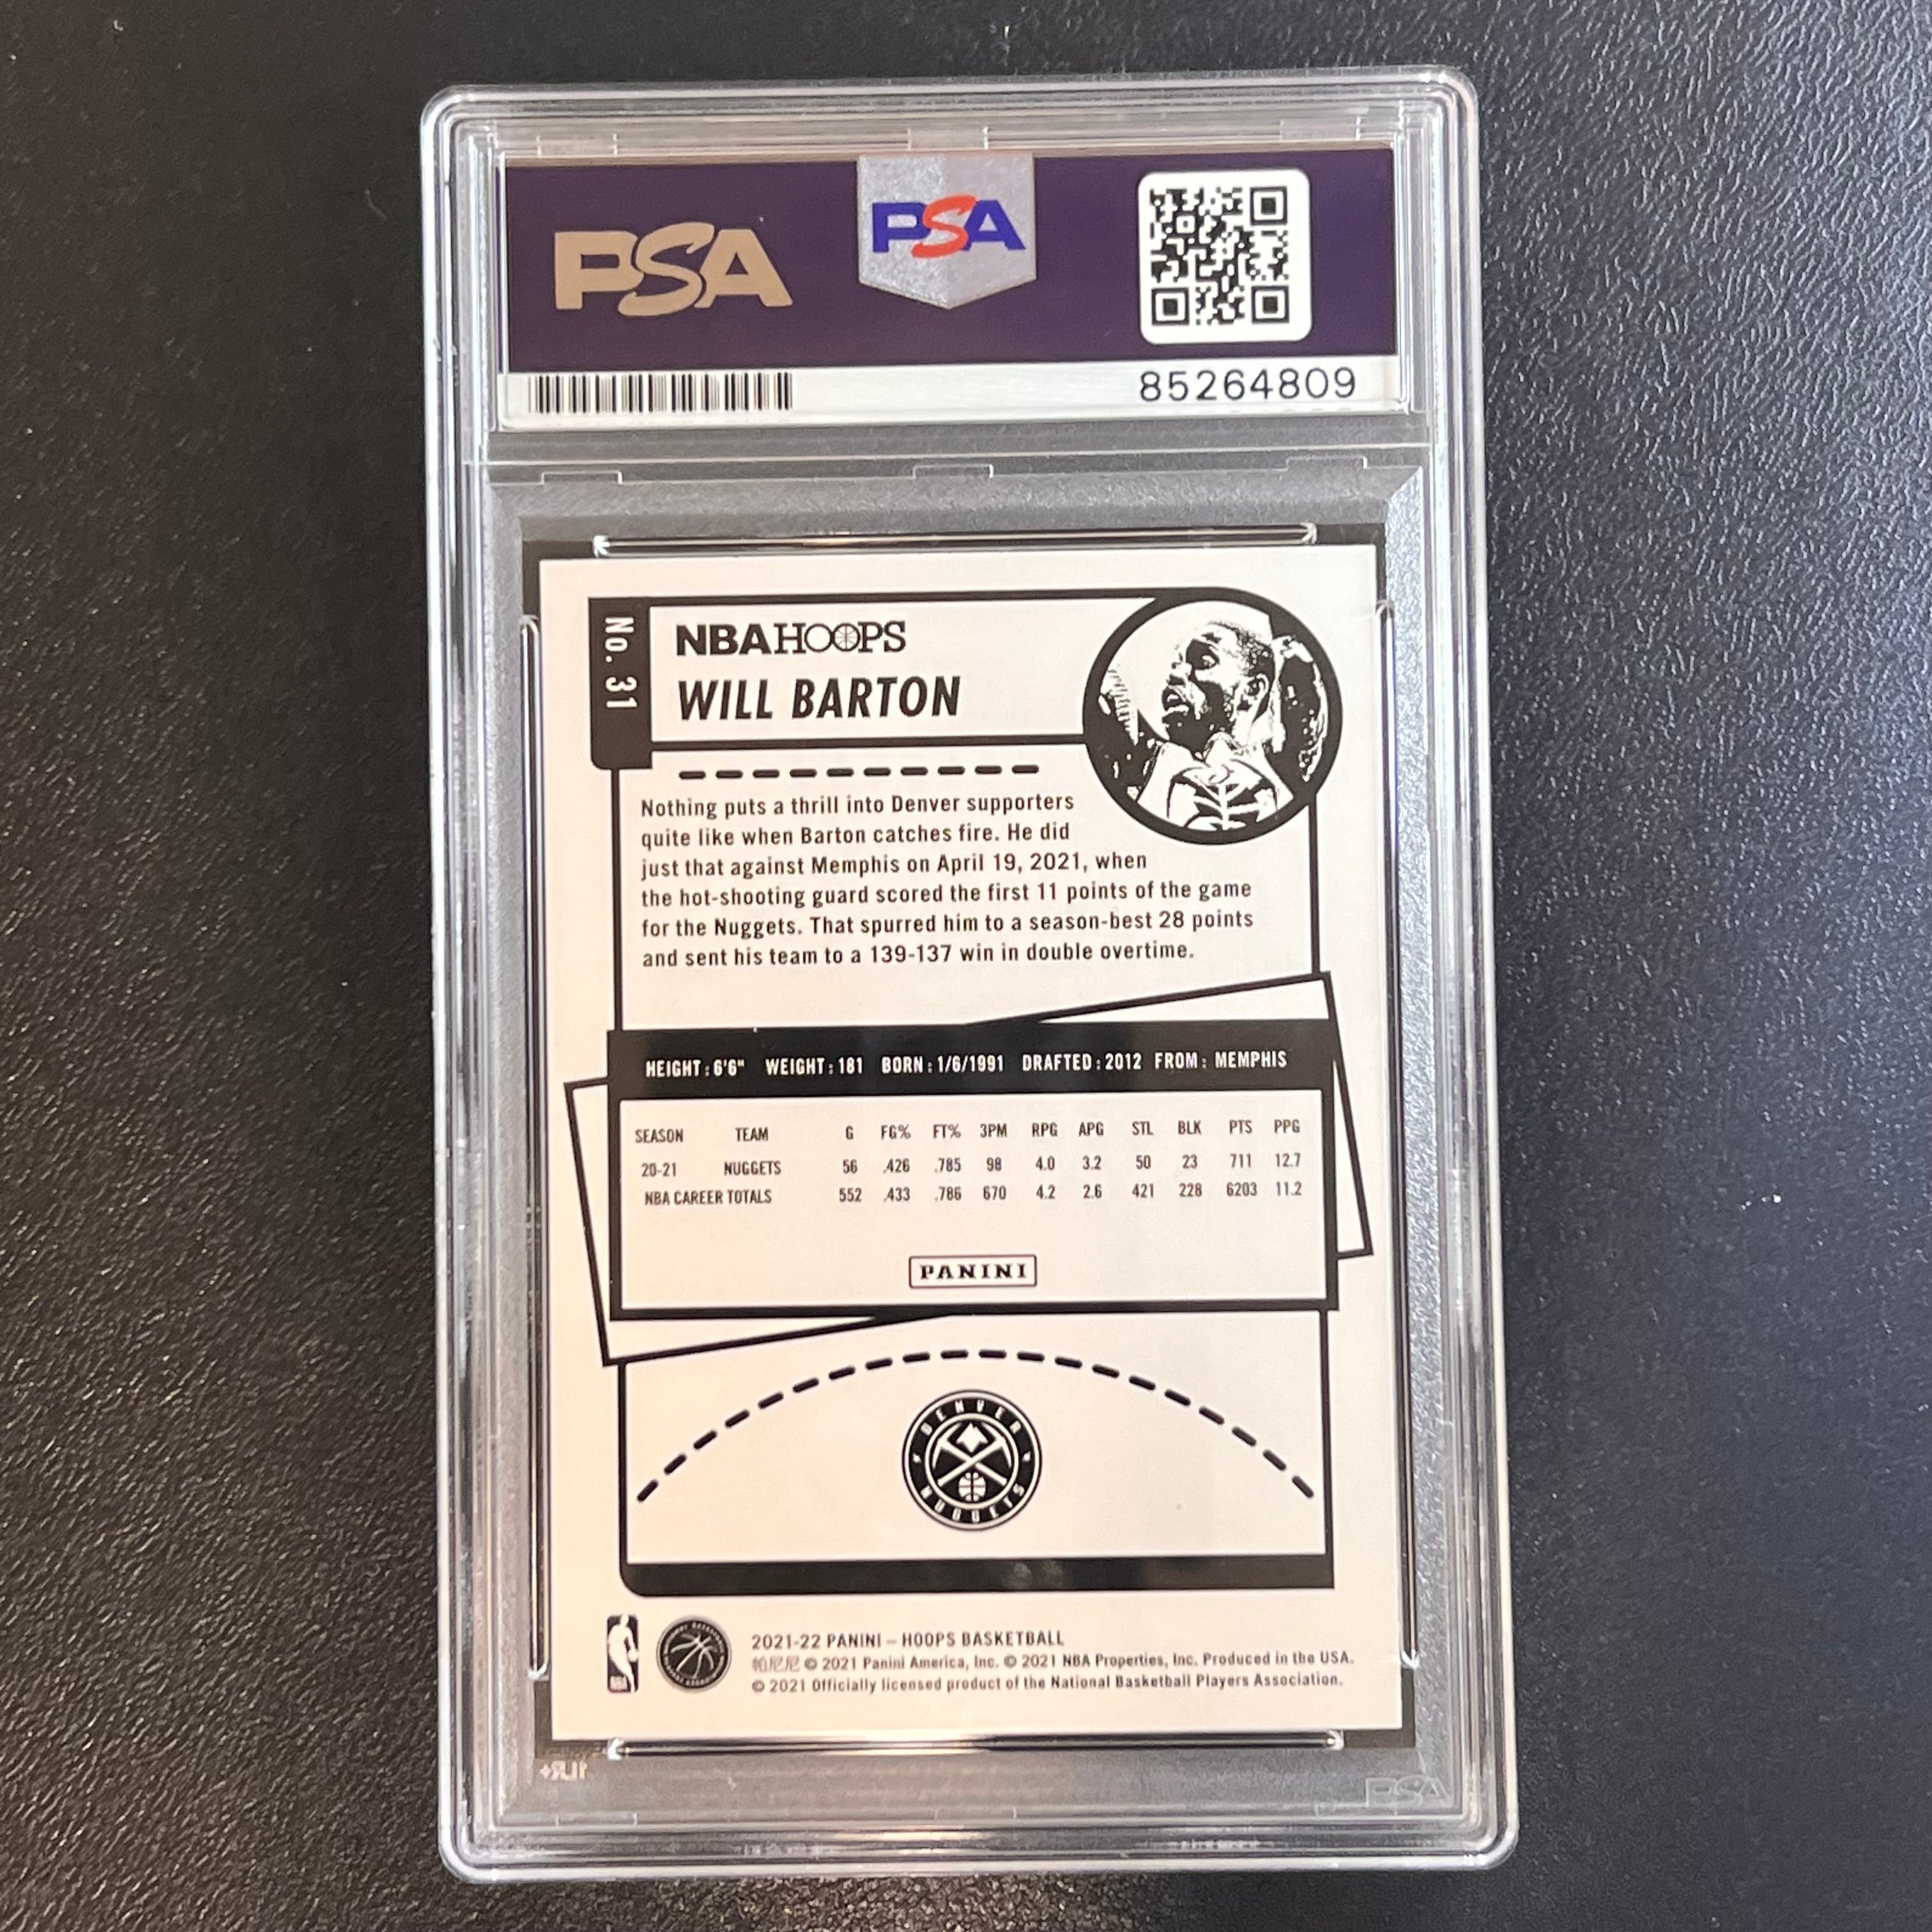 PSA
PSA
85264809
No. 31
NBA HOOPS
WILL BARTON
Nothing puts a thrill into Denver supporters
quite like when Barton catches fire. He did
just that against Memphis on April 19, 2021, when
the hot-shooting guard scored the first 11 points of the game
for the Nuggets. That spurred him to a season-best 28 points
and sent his team to a 139-137 win in double overtime.
HEIGHT: 6'6" WEIGHT: 181 BORN: 1/6/1991 DRAFTED: 2012 FROM: MEMPHIS
SEASON TEAM G FG% FT% 3PM RPG APG STL BLK PTS PPG
20-21 NUGGETS 56 .426 .785 98 4.0 3.2 50 23 711 12.7
NBA CAREER TOTALS 552 .433 .786 670 4.2 2.6 421 228 6203 11.2
PANINI
DENVER
NUGGETS
2021-22 PANINI – HOOPS BASKETBALL
帕尼尼 © 2021 Panini America, Inc. © 2021 NBA Properties, Inc. Produced in the USA.
© 2021 Officially licensed product of the National Basketball Players Association.
NBA
PSA